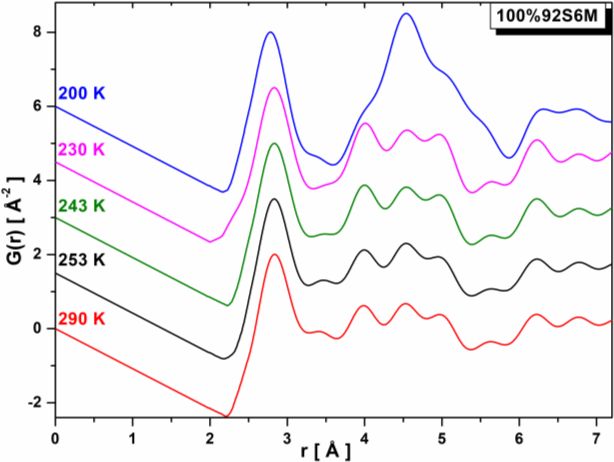 100%92S6M
8
200 K
6
230 K
4
243 K
2
253 K
0
290 K
-2
G(r) [ Å⁻² ]
0 1 2 3 4 5 6 7
r [ Å ]